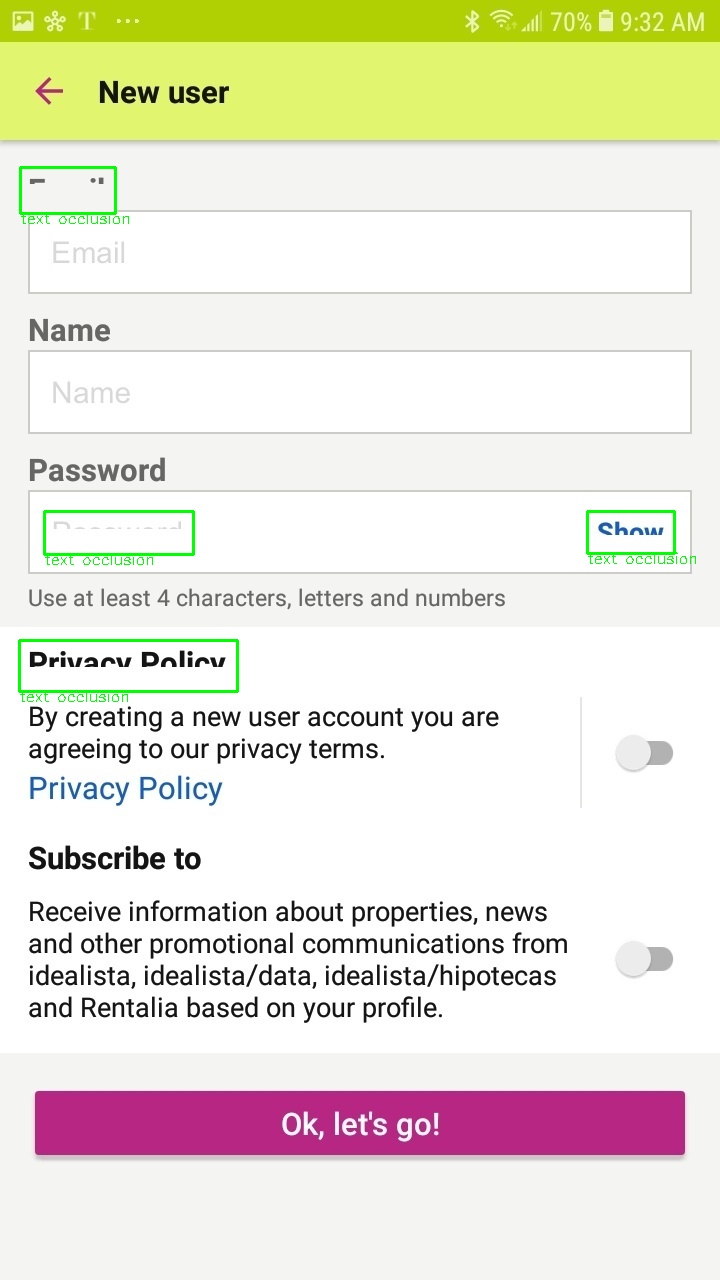 70% 9:32 AM
New user
text occlusion
Email
Name
Name
Password
Show
text occlusion
text occlusion
Use at least 4 characters, letters and numbers
Privacy Policy
text occlusion
By creating a new user account you are
agreeing to our privacy terms.
Privacy Policy
Subscribe to
Receive information about properties, news
and other promotional communications from
idealista, idealista/data, idealista/hipotecas
and Rentalia based on your profile.
Ok, let's go!